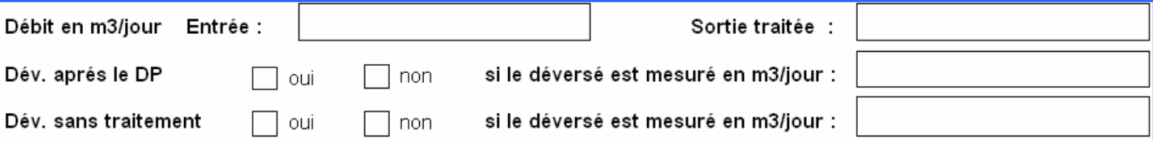 Débit en m3/jour Entrée : Sortie traitée :
Dév. aprés le DP oui non si le déversé est mesuré en m3/jour :
Dév. sans traitement oui non si le déversé est mesuré en m3/jour :